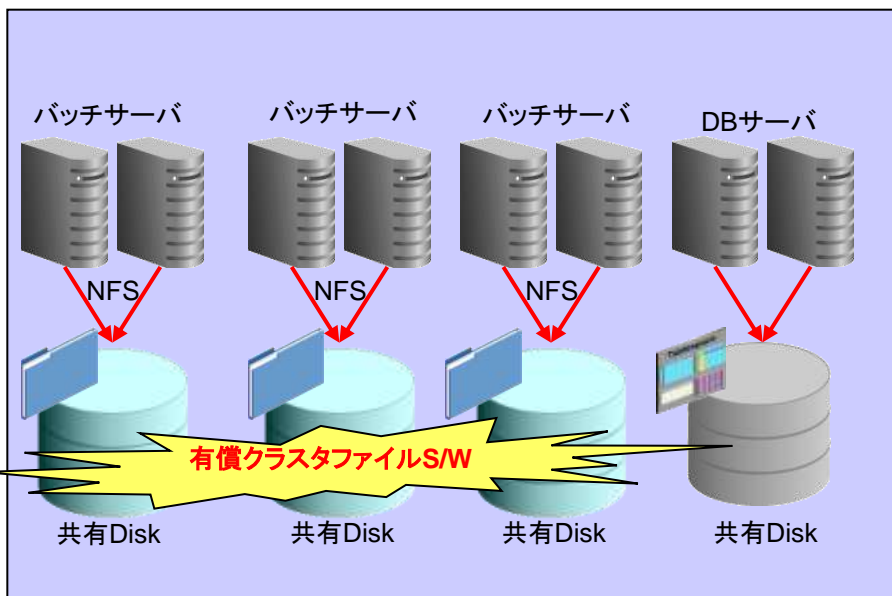 バッチサーバ
バッチサーバ
バッチサーバ
DBサーバ
NFS
NFS
NFS
有償クラスタファイルS/W
共有Disk
共有Disk
共有Disk
共有Disk